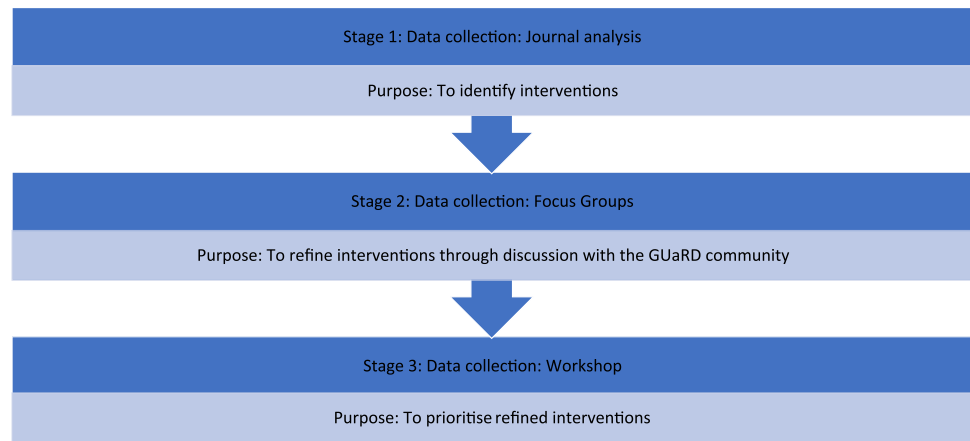 Stage 1: Data collection: Journal analysis
Purpose: To identify interventions
Stage 2: Data collection: Focus Groups
Purpose: To refine interventions through discussion with the GUaRD community
Stage 3: Data collection: Workshop
Purpose: To prioritise refined interventions